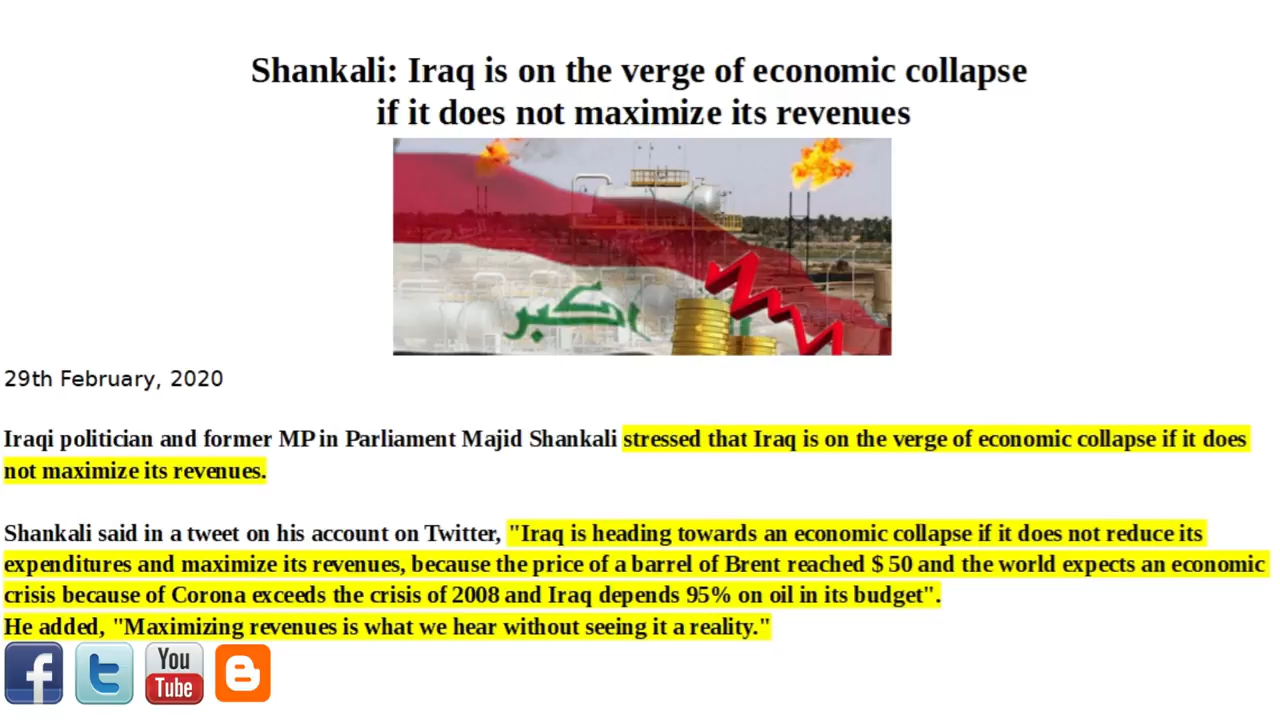 Shankali: Iraq is on the verge of economic collapse
if it does not maximize its revenues
اكبر
29th February, 2020
Iraqi politician and former MP in Parliament Majid Shankali stressed that Iraq is on the verge of economic collapse if it does
not maximize its revenues.
Shankali said in a tweet on his account on Twitter, "Iraq is heading towards an economic collapse if it does not reduce its
expenditures and maximize its revenues, because the price of a barrel of Brent reached $ 50 and the world expects an economic
crisis because of Corona exceeds the crisis of 2008 and Iraq depends 95% on oil in its budget".
He added, "Maximizing revenues is what we hear without seeing it a reality."
You
Tube